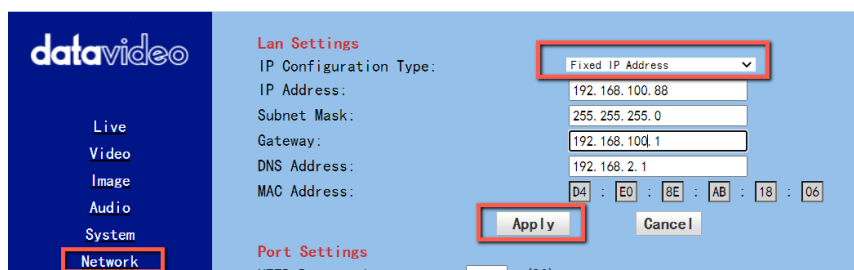 datavideo
Live
Video
Image
Audio
System
Network
Lan Settings
IP Configuration Type: Fixed IP Address
IP Address: 192.168.100.88
Subnet Mask: 255.255.255.0
Gateway: 192.168.100.1
DNS Address: 192.168.2.1
MAC Address: D4 : E0 : 8E : AB : 18 : 06
Apply Cancel
Port Settings